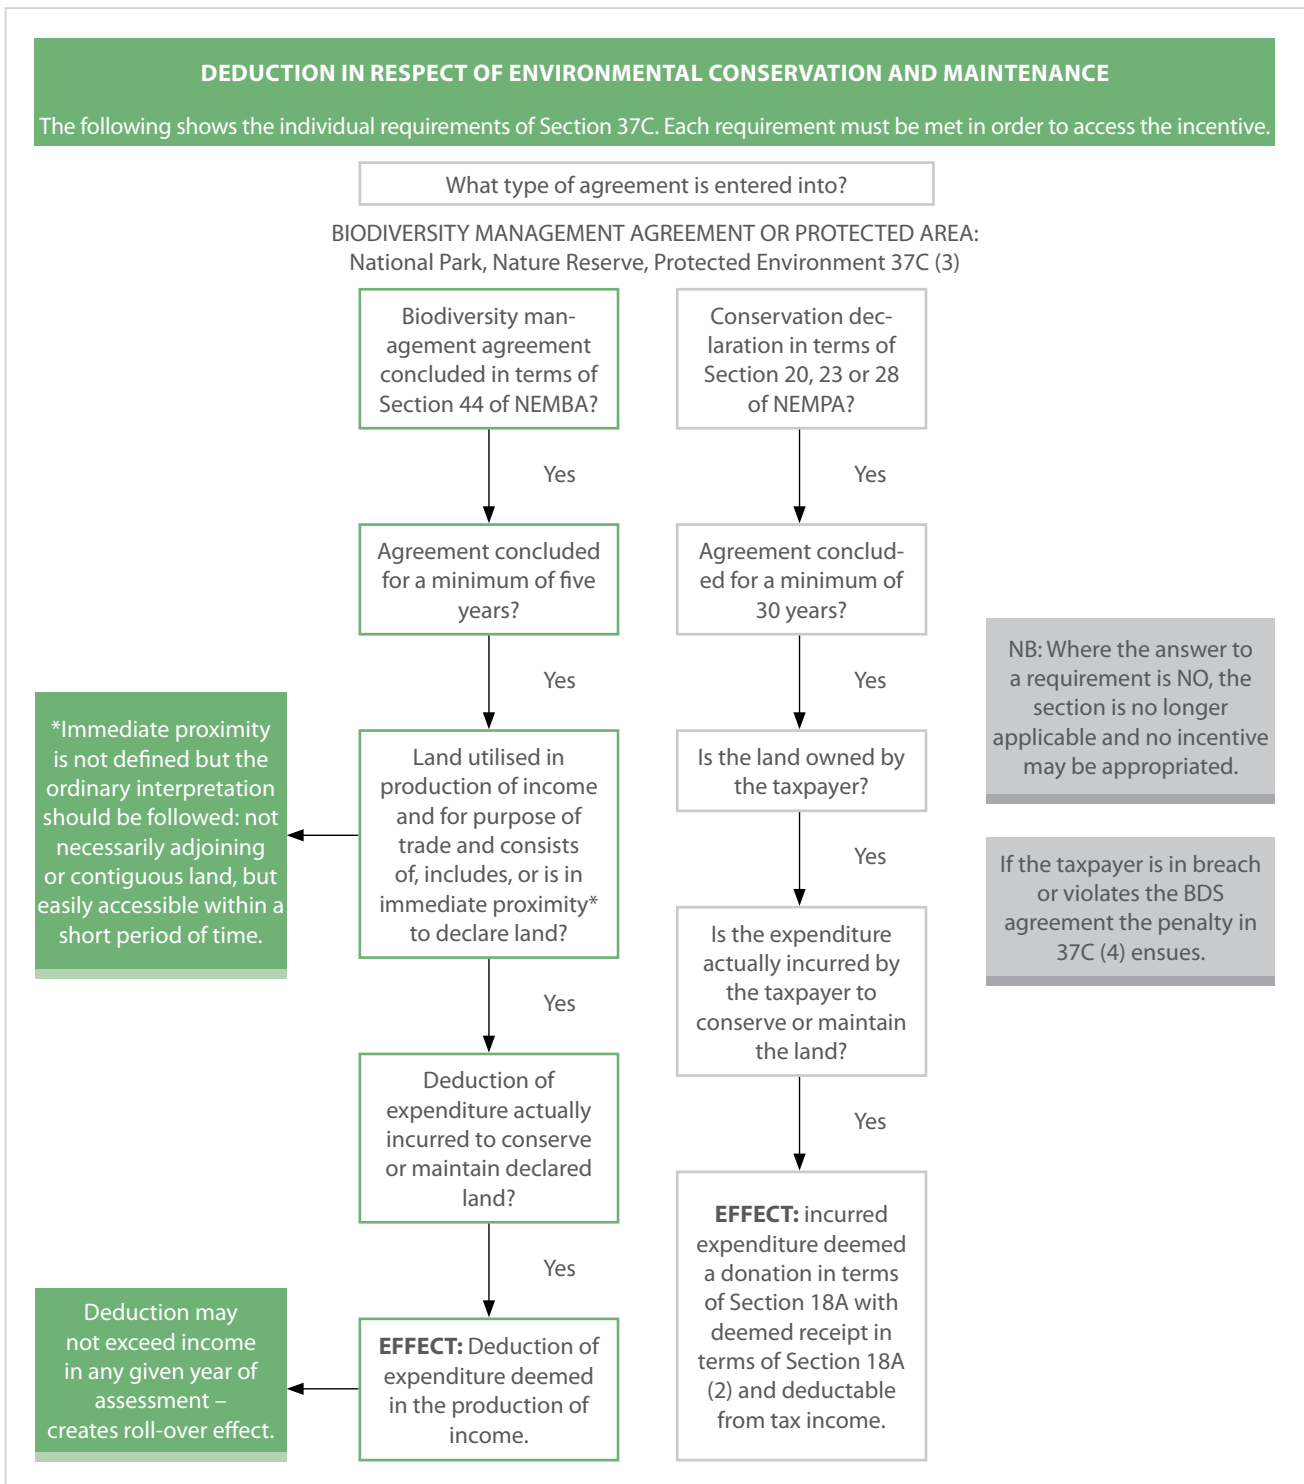 DEDUCTION IN RESPECT OF ENVIRONMENTAL CONSERVATION AND MAINTENANCE
The following shows the individual requirements of Section 37C. Each requirement must be met in order to access the incentive.
What type of agreement is entered into?
BIODIVERSITY MANAGEMENT AGREEMENT OR PROTECTED AREA:
National Park, Nature Reserve, Protected Environment 37C (3)
Biodiversity man-
agement agreement
concluded in terms of
Section 44 of NEMBA?
Yes
Agreement concluded
for a minimum of five
years?
Yes
Land utilised in
production of income
and for purpose of
trade and consists
of, includes, or is in
immediate proximity*
to declare land?
*Immediate proximity
is not defined but the
ordinary interpretation
should be followed: not
necessarily adjoining
or contiguous land, but
easily accessible within a
short period of time.
Yes
Deduction of
expenditure actually
incurred to conserve
or maintain declared
land?
Yes
EFFECT: Deduction of
expenditure deemed
in the production of
income.
Deduction may
not exceed income
in any given year of
assessment –
creates roll-over effect.
Conservation dec-
laration in terms of
Section 20, 23 or 28
of NEMPA?
Yes
Agreement conclud-
ed for a minimum of
30 years?
Yes
Is the land owned by
the taxpayer?
Yes
Is the expenditure
actually incurred by
the taxpayer to
conserve or maintain
the land?
Yes
EFFECT: incurred
expenditure deemed
a donation in terms
of Section 18A with
deemed receipt in
terms of Section 18A
(2) and deductable
from tax income.
NB: Where the answer to
a requirement is NO, the
section is no longer
applicable and no incentive
may be appropriated.
If the taxpayer is in breach
or violates the BDS
agreement the penalty in
37C (4) ensues.